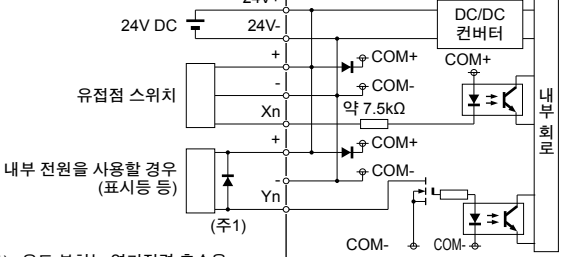 24V+
24V DC
24V-
DC/DC
컨버터
+
COM+
COM+
-
COM-
유접점 스위치
Xn
약 7.5kΩ
내부 회로
+
COM+
내부 전원을 사용할 경우
(표시등 등)
-
COM-
Yn
(주1)
COM-
COM-